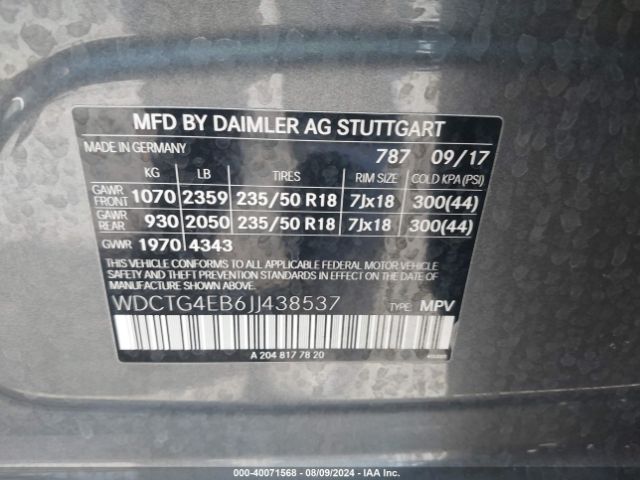 MFD BY DAIMLER AG STUTTGART
MADE IN GERMANY 787 09/17
KG LB TIRES RIM SIZE COLD KPA (PSI)
GAWR FRONT 1070 2359 235/50 R18 7Jx18 300(44)
GAWR REAR 930 2050 235/50 R18 7Jx18 300(44)
GVWR 1970 4343
THIS VEHICLE CONFORMS TO ALL APPLICABLE FEDERAL MOTOR VEHICLE
SAFETY AND THEFT PREVENTION STANDARDS IN EFFECT
ON THE DATE OF MANUFACTURE SHOWN ABOVE.
WDCTG4EB6JJ438537 TYPE: MPV
A 204 817 78 20
000-40071568 - 08/09/2024 - IAA Inc.